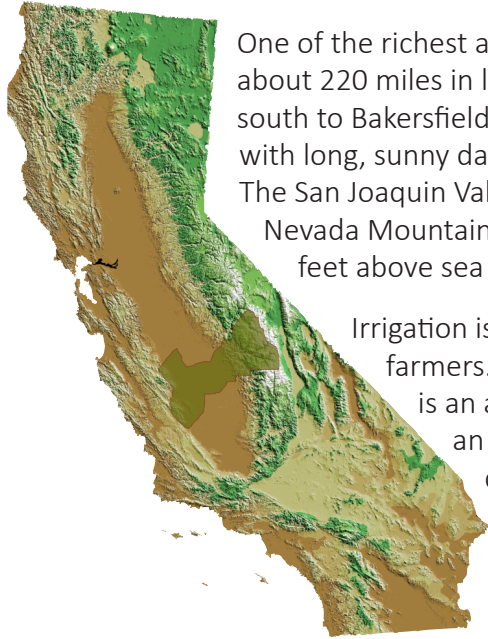 One of the richest a
about 220 miles in l
south to Bakersfield
with long, sunny da
The San Joaquin Val
Nevada Mountain
feet above sea
Irrigation is
farmers.
is an a
an